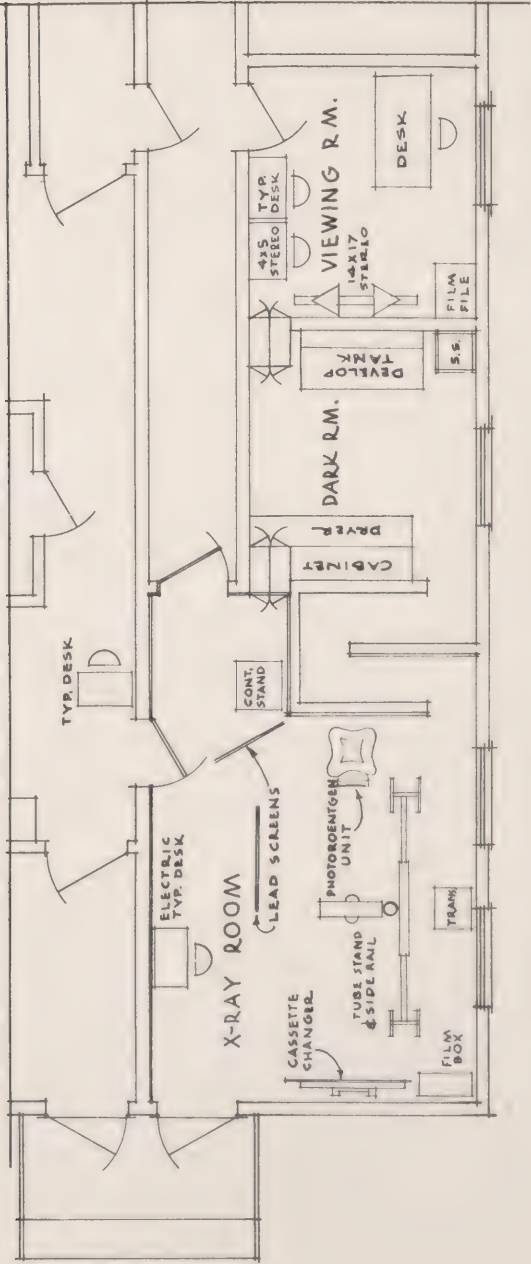 TYP. DESK
ELECTRIC
TYP. DESK
X-RAY ROOM
LEAD SCREENS
CASSETTE
CHANGER
TUBE STAND
& SIDE RAIL
PHOTOROENTGEN
UNIT
FILM
BOX
TRANS.
CONT.
STAND
CABINET
DRYER
DARK RM.
DEVELOP
TANK
S.S.
4X5
STEREO
TYP.
DESK
VIEWING RM.
14X17
STEREO
FILM
FILE
DESK